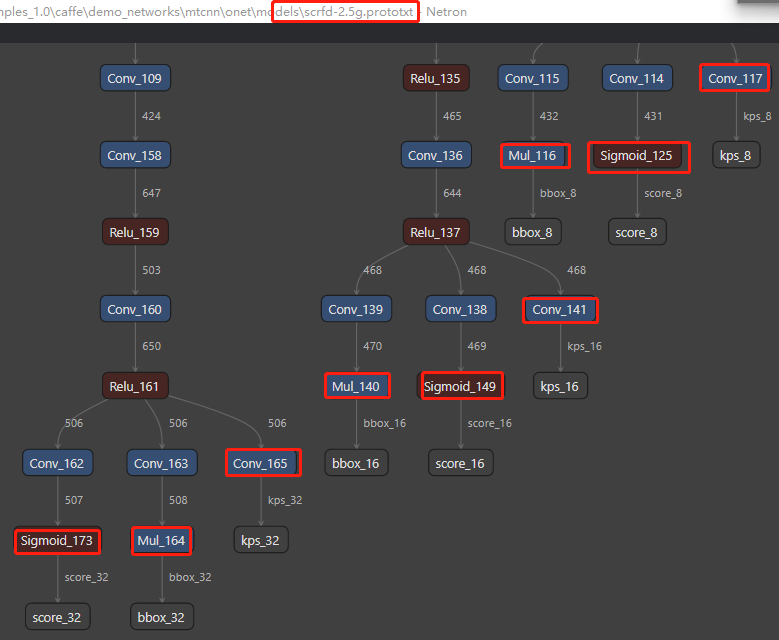 nples_1.0\caffe\demo_networks\mtcnn\onet\models\scrfd-2.5g.prototxt - Netron
Conv_109 Relu_135 Conv_115 Conv_114 Conv_117
424 465 432 431 kps_8
Conv_158 Conv_136 Mul_116 Sigmoid_125 kps_8
647 644 bbox_8 score_8
Relu_159 Relu_137 bbox_8 score_8
503 468 468 468
Conv_160 Conv_139 Conv_138 Conv_141
650 470 469 kps_16
Relu_161 Mul_140 Sigmoid_149 kps_16
506 506 506 bbox_16 score_16
Conv_162 Conv_163 Conv_165 bbox_16 score_16
507 508 kps_32
Sigmoid_173 Mul_164 kps_32
score_32 bbox_32
score_32 bbox_32